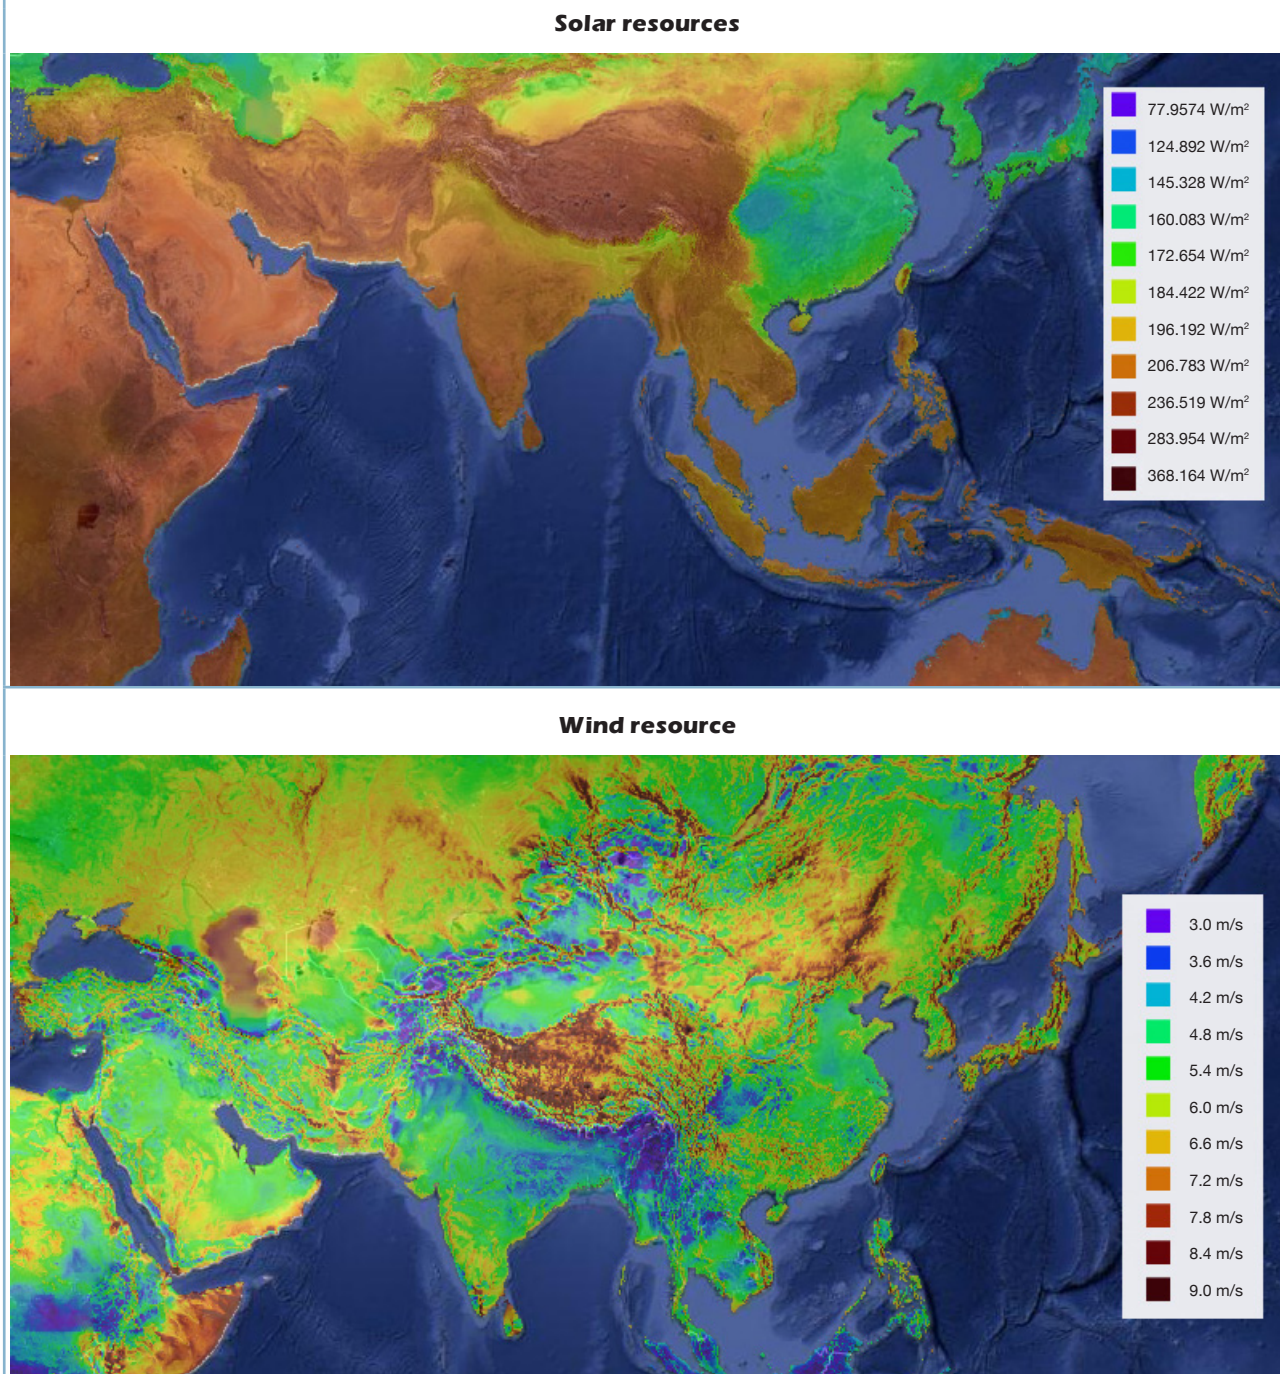 Solar resources
77.9574 W/m²
124.892 W/m²
145.328 W/m²
160.083 W/m²
172.654 W/m²
184.422 W/m²
196.192 W/m²
206.783 W/m²
236.519 W/m²
283.954 W/m²
368.164 W/m²
Wind resource
3.0 m/s
3.6 m/s
4.2 m/s
4.8 m/s
5.4 m/s
6.0 m/s
6.6 m/s
7.2 m/s
7.8 m/s
8.4 m/s
9.0 m/s